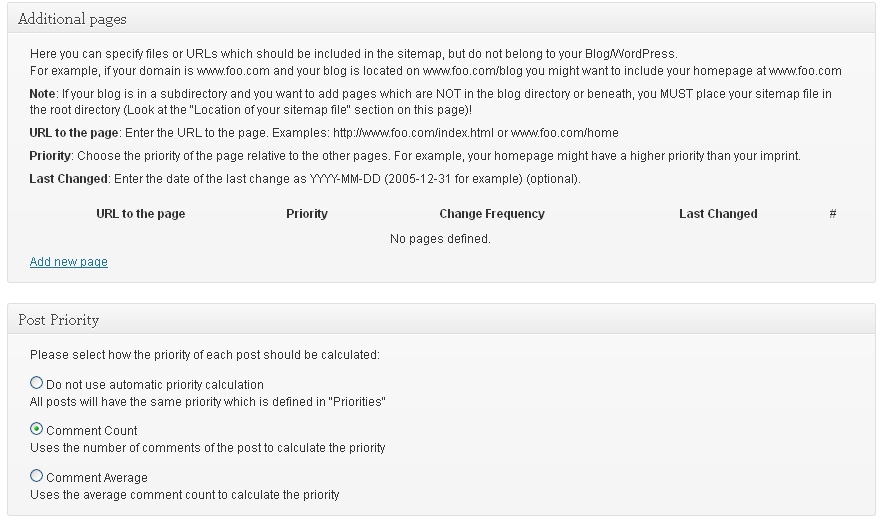 Additional pages
Here you can specify files or URLs which should be included in the sitemap, but do not belong to your Blog/WordPress.
For example, if your domain is www.foo.com and your blog is located on www.foo.com/blog you might want to include your homepage at www.foo.com
Note: If your blog is in a subdirectory and you want to add pages which are NOT in the blog directory or beneath, you MUST place your sitemap file in
the root directory (Look at the "Location of your sitemap file" section on this page)!
URL to the page: Enter the URL to the page. Examples: http://www.foo.com/index.html or www.foo.com/home
Priority: Choose the priority of the page relative to the other pages. For example, your homepage might have a higher priority than your imprint.
Last Changed: Enter the date of the last change as YYYY-MM-DD (2005-12-31 for example) (optional).
URL to the page Priority Change Frequency Last Changed #
No pages defined.
Add new page
Post Priority
Please select how the priority of each post should be calculated:
Do not use automatic priority calculation
All posts will have the same priority which is defined in "Priorities"
Comment Count
Uses the number of comments of the post to calculate the priority
Comment Average
Uses the average comment count to calculate the priority